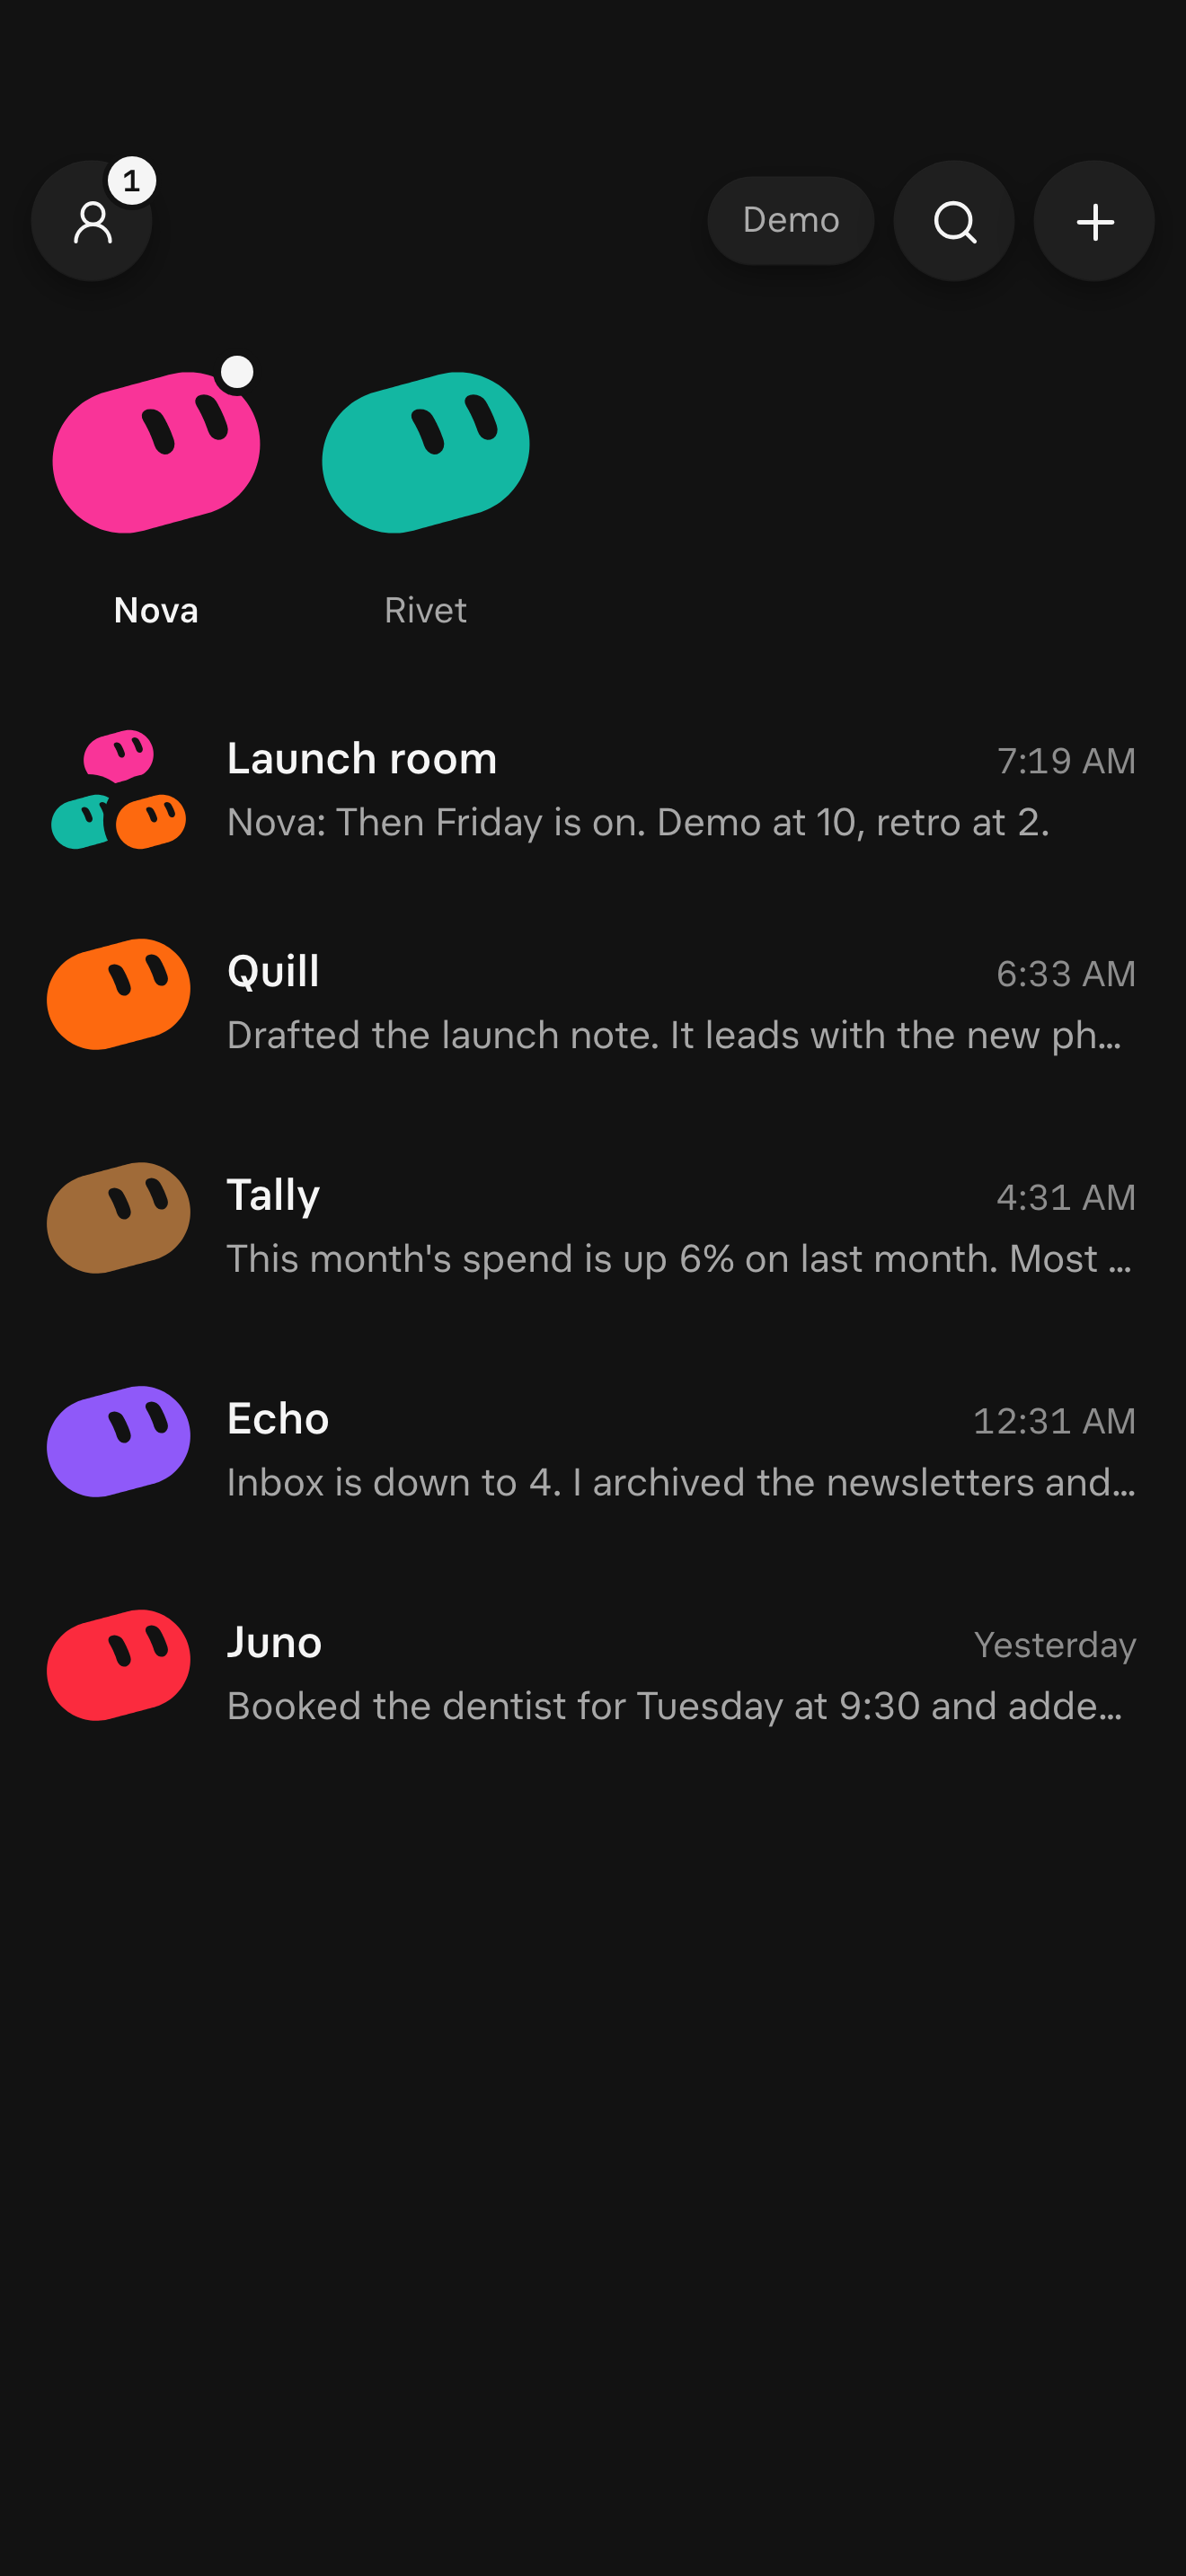 1
Demo
Nova
Rivet
Launch room
7:19 AM
Nova: Then Friday is on. Demo at 10, retro at 2.
Quill
6:33 AM
Drafted the launch note. It leads with the new ph...
Tally
4:31 AM
This month's spend is up 6% on last month. Most ...
Echo
12:31 AM
Inbox is down to 4. I archived the newsletters and...
Juno
Yesterday
Booked the dentist for Tuesday at 9:30 and adde...